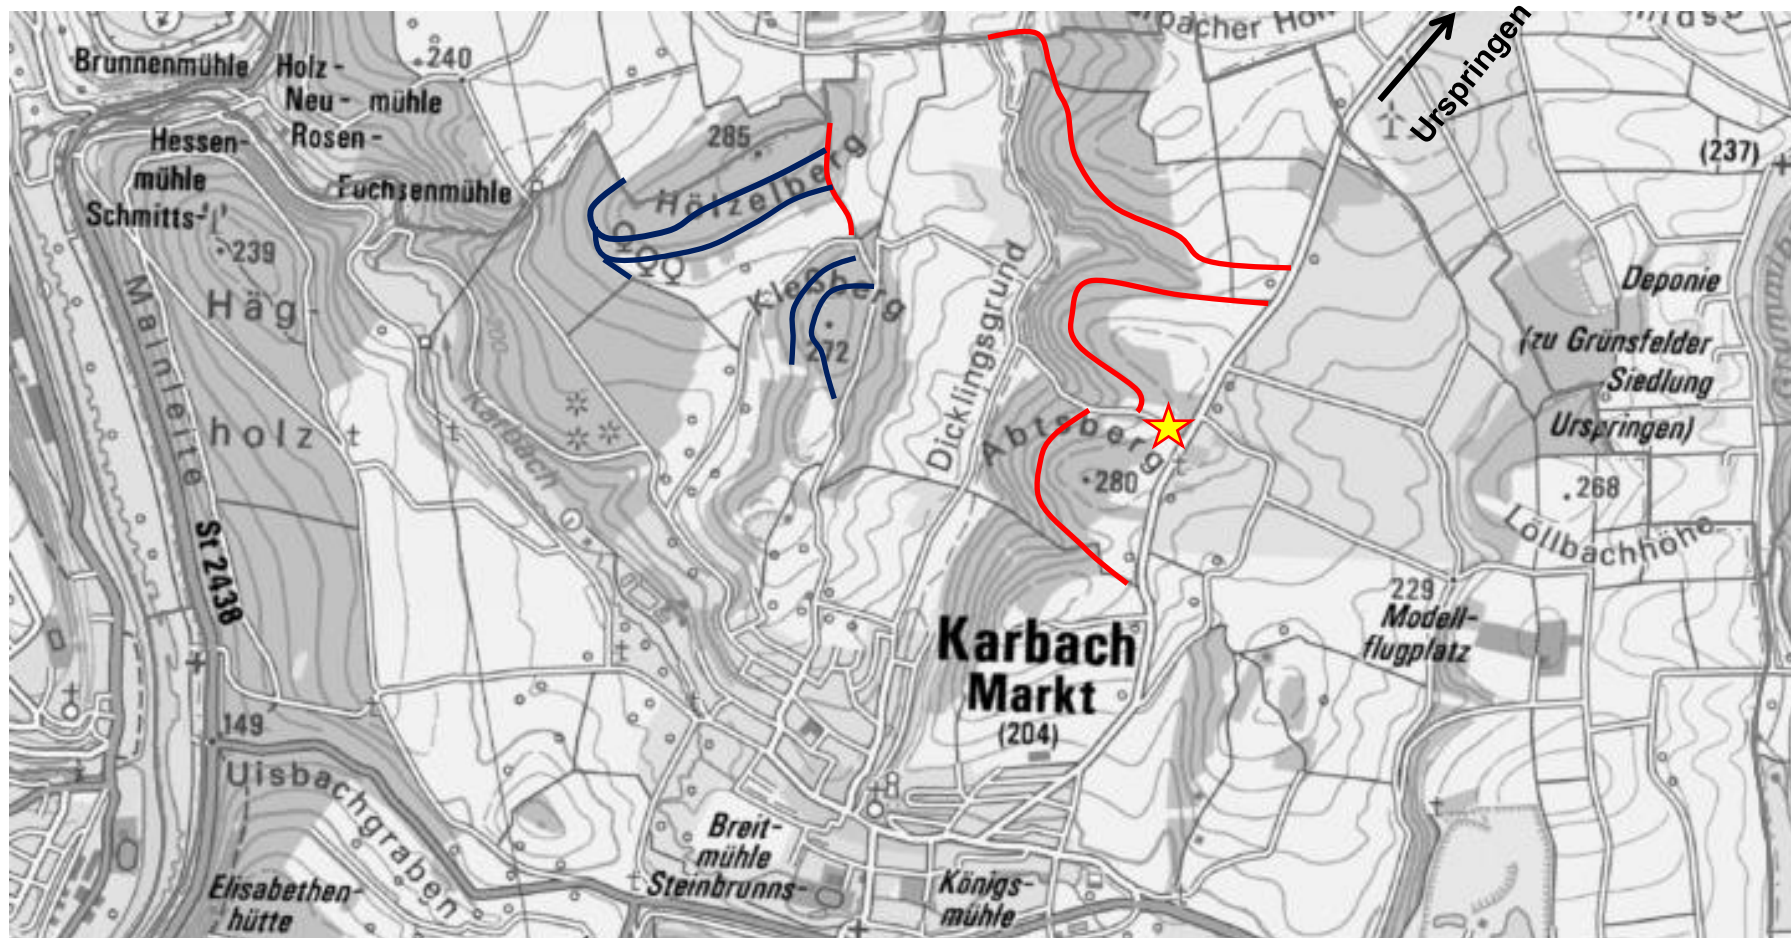 Urspringen
Brunnenmühle
Holz-
240
Neu- mühle
Rosen-
Hessen-
mühle
Schmitts-
Fuchsenmühle
285
Hölzelberg
(237)
239
Häg-
holz
Mainleite
St 2438
Kleßberg
272
Karbach
Dicklingsgrund
Abtsberg
280
Deponie
(zu Grünsfelder
Siedlung
Urspringen)
268
Löllbachhöhe
229
Modell-
flugplatz
Karbach
Markt
(204)
149
Uisbachgraben
Elisabethen-
hütte
Breit-
mühle
Steinbrunns-
Königs-
mühle